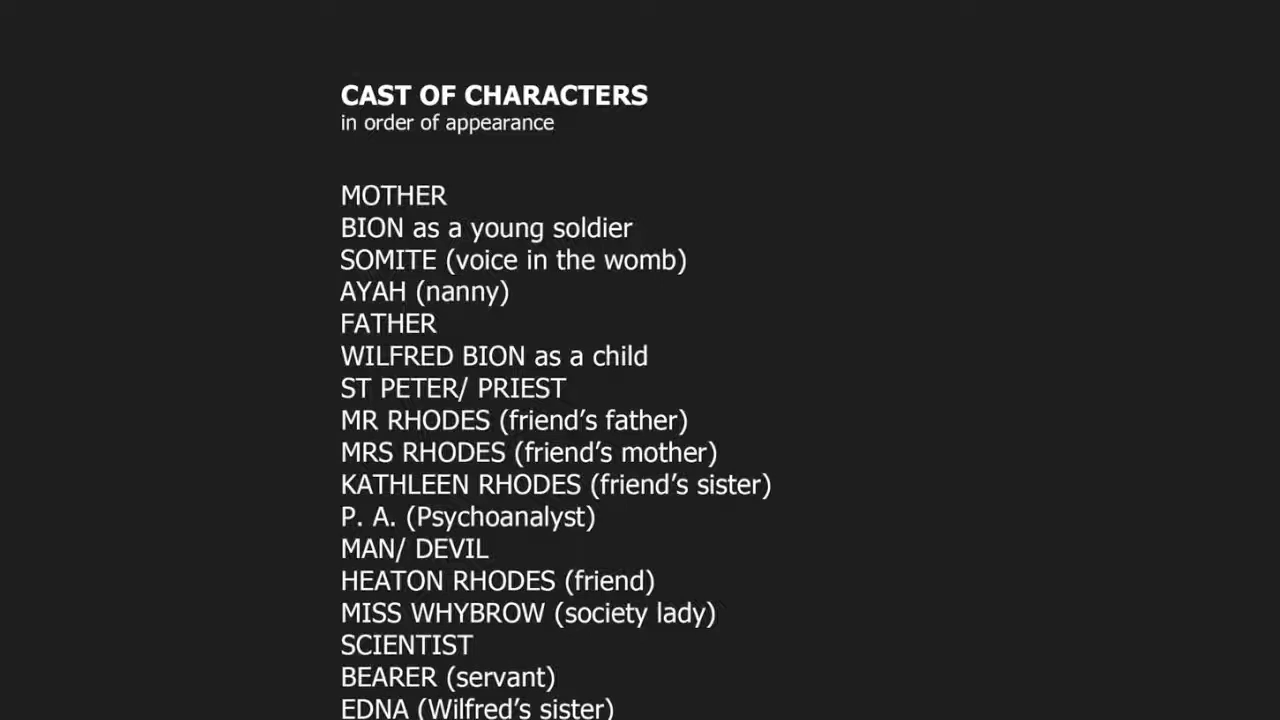 CAST OF CHARACTERS
in order of appearance
MOTHER
BION as a young soldier
SOMITE (voice in the womb)
AYAH (nanny)
FATHER
WILFRED BION as a child
ST PETER/ PRIEST
MR RHODES (friend’s father)
MRS RHODES (friend’s mother)
KATHLEEN RHODES (friend’s sister)
P. A. (Psychoanalyst)
MAN/ DEVIL
HEATON RHODES (friend)
MISS WHYBROW (society lady)
SCIENTIST
BEARER (servant)
EDNA (Wilfred’s sister)